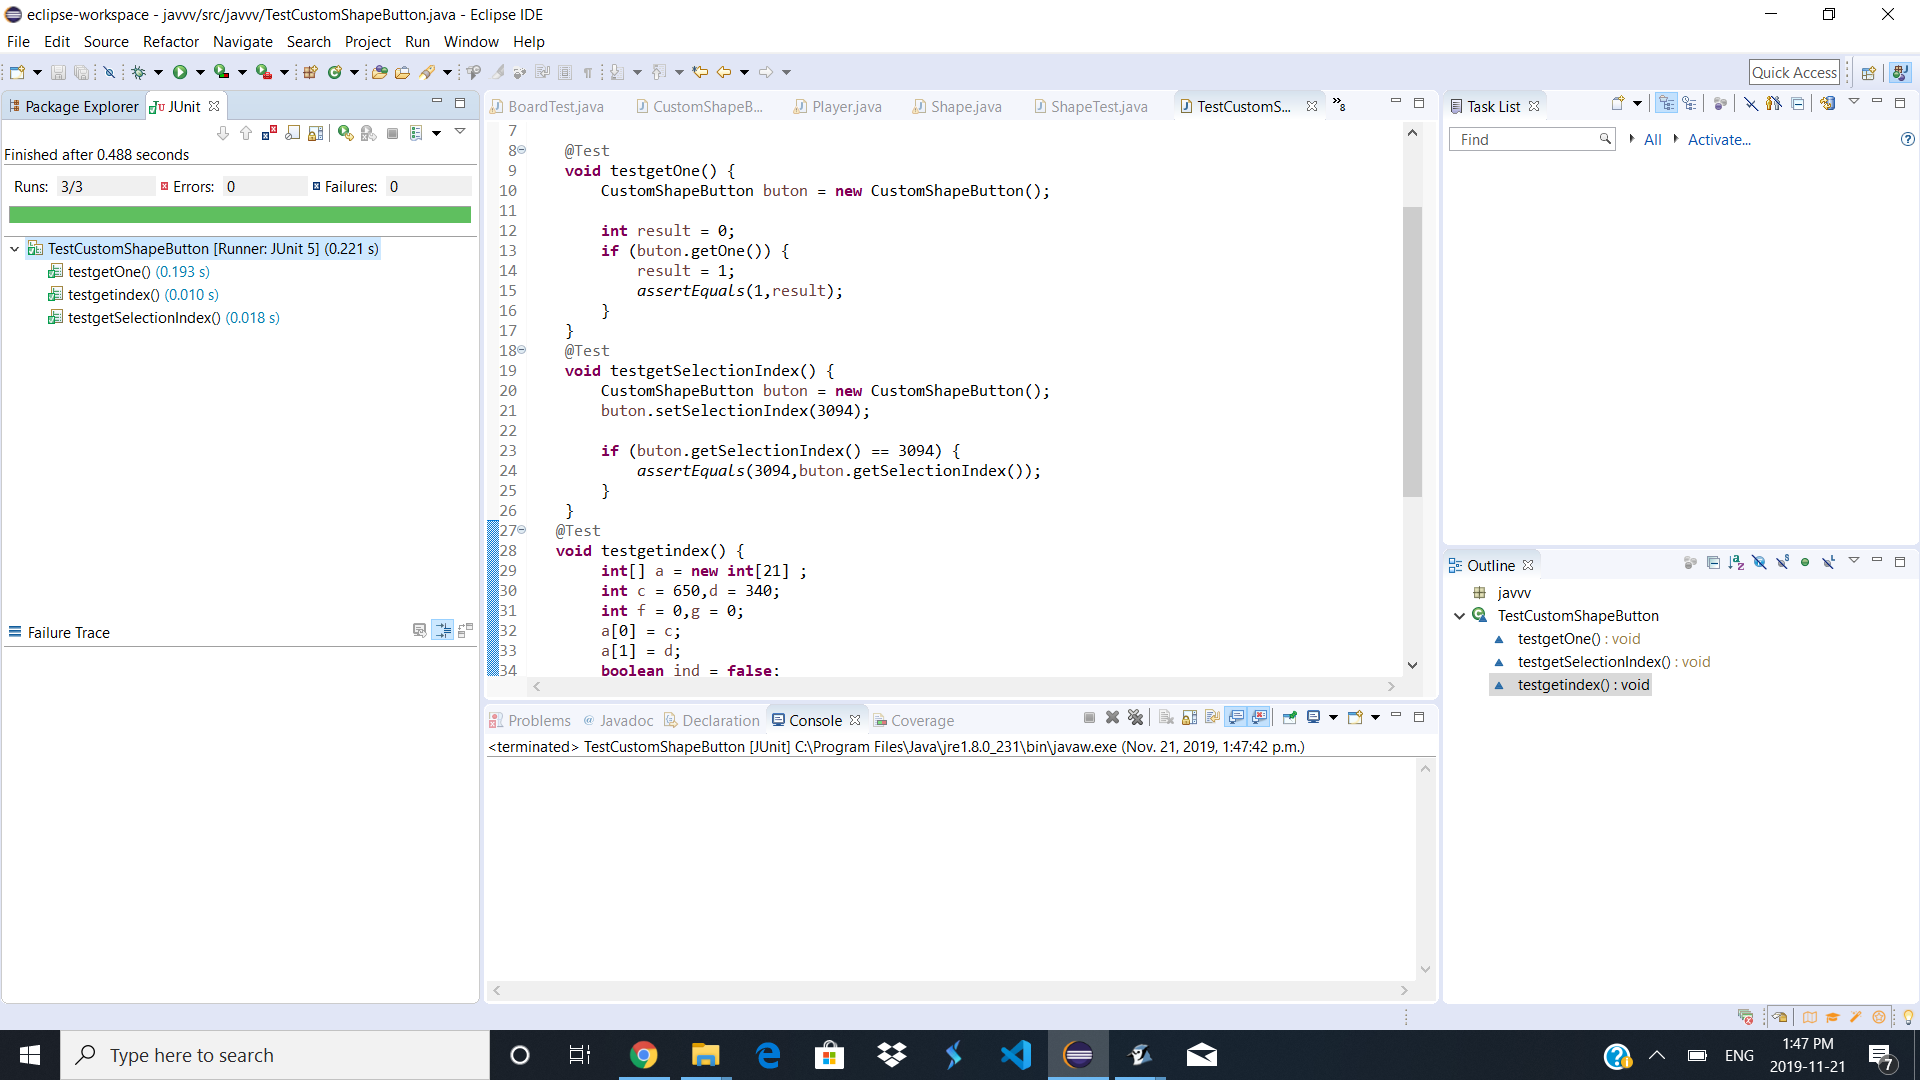 eclipse-workspace - javvv/src/javvv/TestCustomShapeButton.java - Eclipse IDE
File Edit Source Refactor Navigate Search Project Run Window Help
Quick Access
Package Explorer JUnit
Finished after 0.488 seconds
Runs: 3/3 Errors: 0 Failures: 0
TestCustomShapeButton [Runner: JUnit 5] (0.221 s)
testgetOne() (0.193 s)
testgetindex() (0.010 s)
testgetSelectionIndex() (0.018 s)
Failure Trace
BoardTest.java CustomShapeB... Player.java Shape.java ShapeTest.java TestCustomS... »8
7
8 @Test
9 void testgetOne() {
10 CustomShapeButton buton = new CustomShapeButton();
11
12 int result = 0;
13 if (buton.getOne()) {
14 result = 1;
15 assertEquals(1,result);
16 }
17 }
18 @Test
19 void testgetSelectionIndex() {
20 CustomShapeButton buton = new CustomShapeButton();
21 buton.setSelectionIndex(3094);
22
23 if (buton.getSelectionIndex() == 3094) {
24 assertEquals(3094,buton.getSelectionIndex());
25 }
26 }
27 @Test
28 void testgetindex() {
29 int[] a = new int[21] ;
30 int c = 650,d = 340;
31 int f = 0,g = 0;
32 a[0] = c;
33 a[1] = d;
34 boolean ind = false;
Problems @ Javadoc Declaration Console Coverage
<terminated> TestCustomShapeButton [JUnit] C:\Program Files\Java\jre1.8.0_231\bin\javaw.exe (Nov. 21, 2019, 1:47:42 p.m.)
Task List
Find All Activate...
Outline
javvv
TestCustomShapeButton
testgetOne() : void
testgetSelectionIndex() : void
testgetindex() : void
Type here to search
ENG
1:47 PM
2019-11-21
7